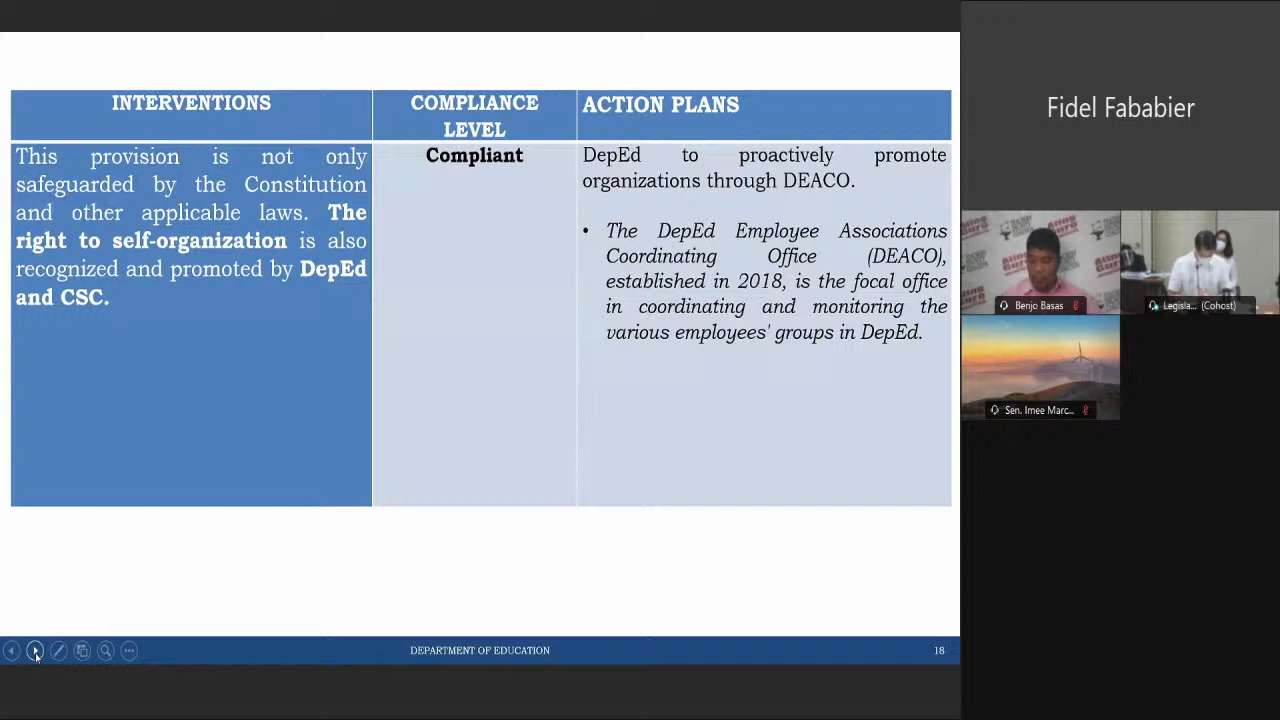 INTERVENTIONS
COMPLIANCE
LEVEL
ACTION PLANS
This provision is not only
safeguarded by the Constitution
and other applicable laws. The
right to self-organization is also
recognized and promoted by DepEd
and CSC.
Compliant
DepEd to proactively promote
organizations through DEACO.
• The DepEd Employee Associations
Coordinating Office (DEACO),
established in 2018, is the focal office
in coordinating and monitoring the
various employees' groups in DepEd.
DEPARTMENT OF EDUCATION
18
Fidel Fababier
Benjo Basas
Legisla... (Cohost)
Sen. Imee Marc...